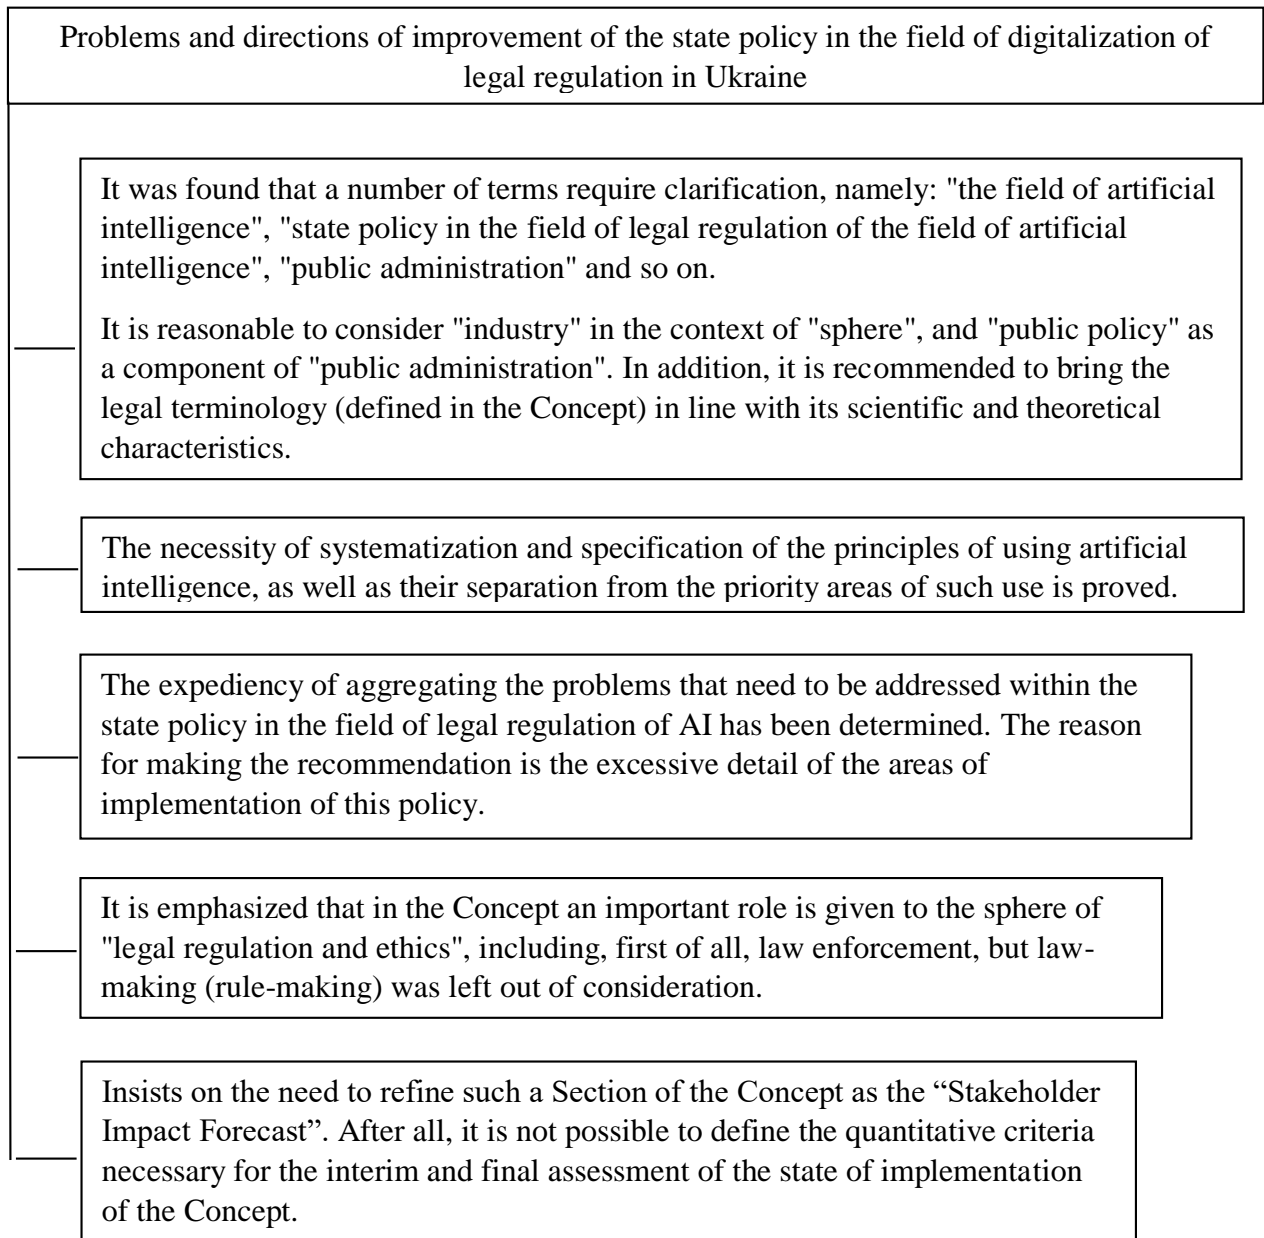 Problems and directions of improvement of the state policy in the field of digitalization of
legal regulation in Ukraine
It was found that a number of terms require clarification, namely: "the field of artificial
intelligence", "state policy in the field of legal regulation of the field of artificial
intelligence", "public administration" and so on.
It is reasonable to consider "industry" in the context of "sphere", and "public policy" as
a component of "public administration". In addition, it is recommended to bring the
legal terminology (defined in the Concept) in line with its scientific and theoretical
characteristics.
The necessity of systematization and specification of the principles of using artificial
intelligence, as well as their separation from the priority areas of such use is proved.
The expediency of aggregating the problems that need to be addressed within the
state policy in the field of legal regulation of AI has been determined. The reason
for making the recommendation is the excessive detail of the areas of
implementation of this policy.
It is emphasized that in the Concept an important role is given to the sphere of
"legal regulation and ethics", including, first of all, law enforcement, but law-
making (rule-making) was left out of consideration.
Insists on the need to refine such a Section of the Concept as the “Stakeholder
Impact Forecast”. After all, it is not possible to define the quantitative criteria
necessary for the interim and final assessment of the state of implementation
of the Concept.